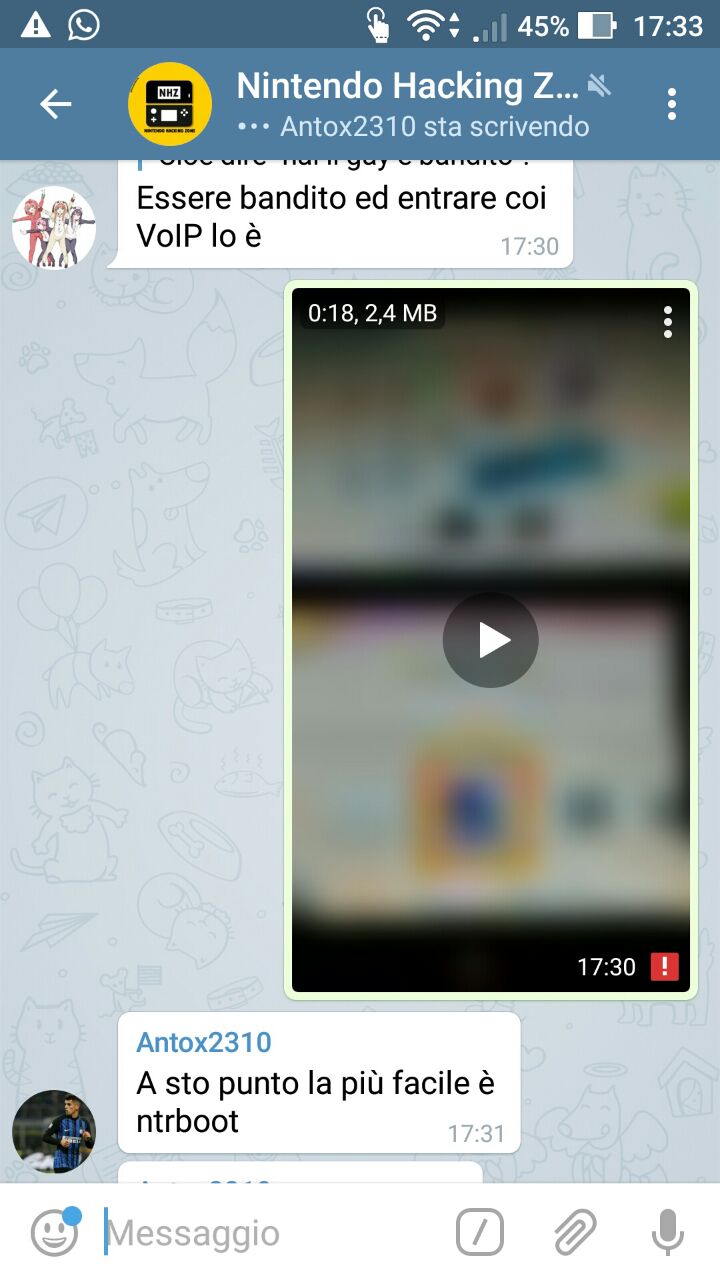 45% 17:33
NHZ
NINTENDO HACKING ZONE
Nintendo Hacking Z...
Antox2310 sta scrivendo
Essere bandito ed entrare coi
VoIP lo è
17:30
0:18, 2,4 MB
17:30
Antox2310
A sto punto la più facile è
ntrboot
17:31
Messaggio